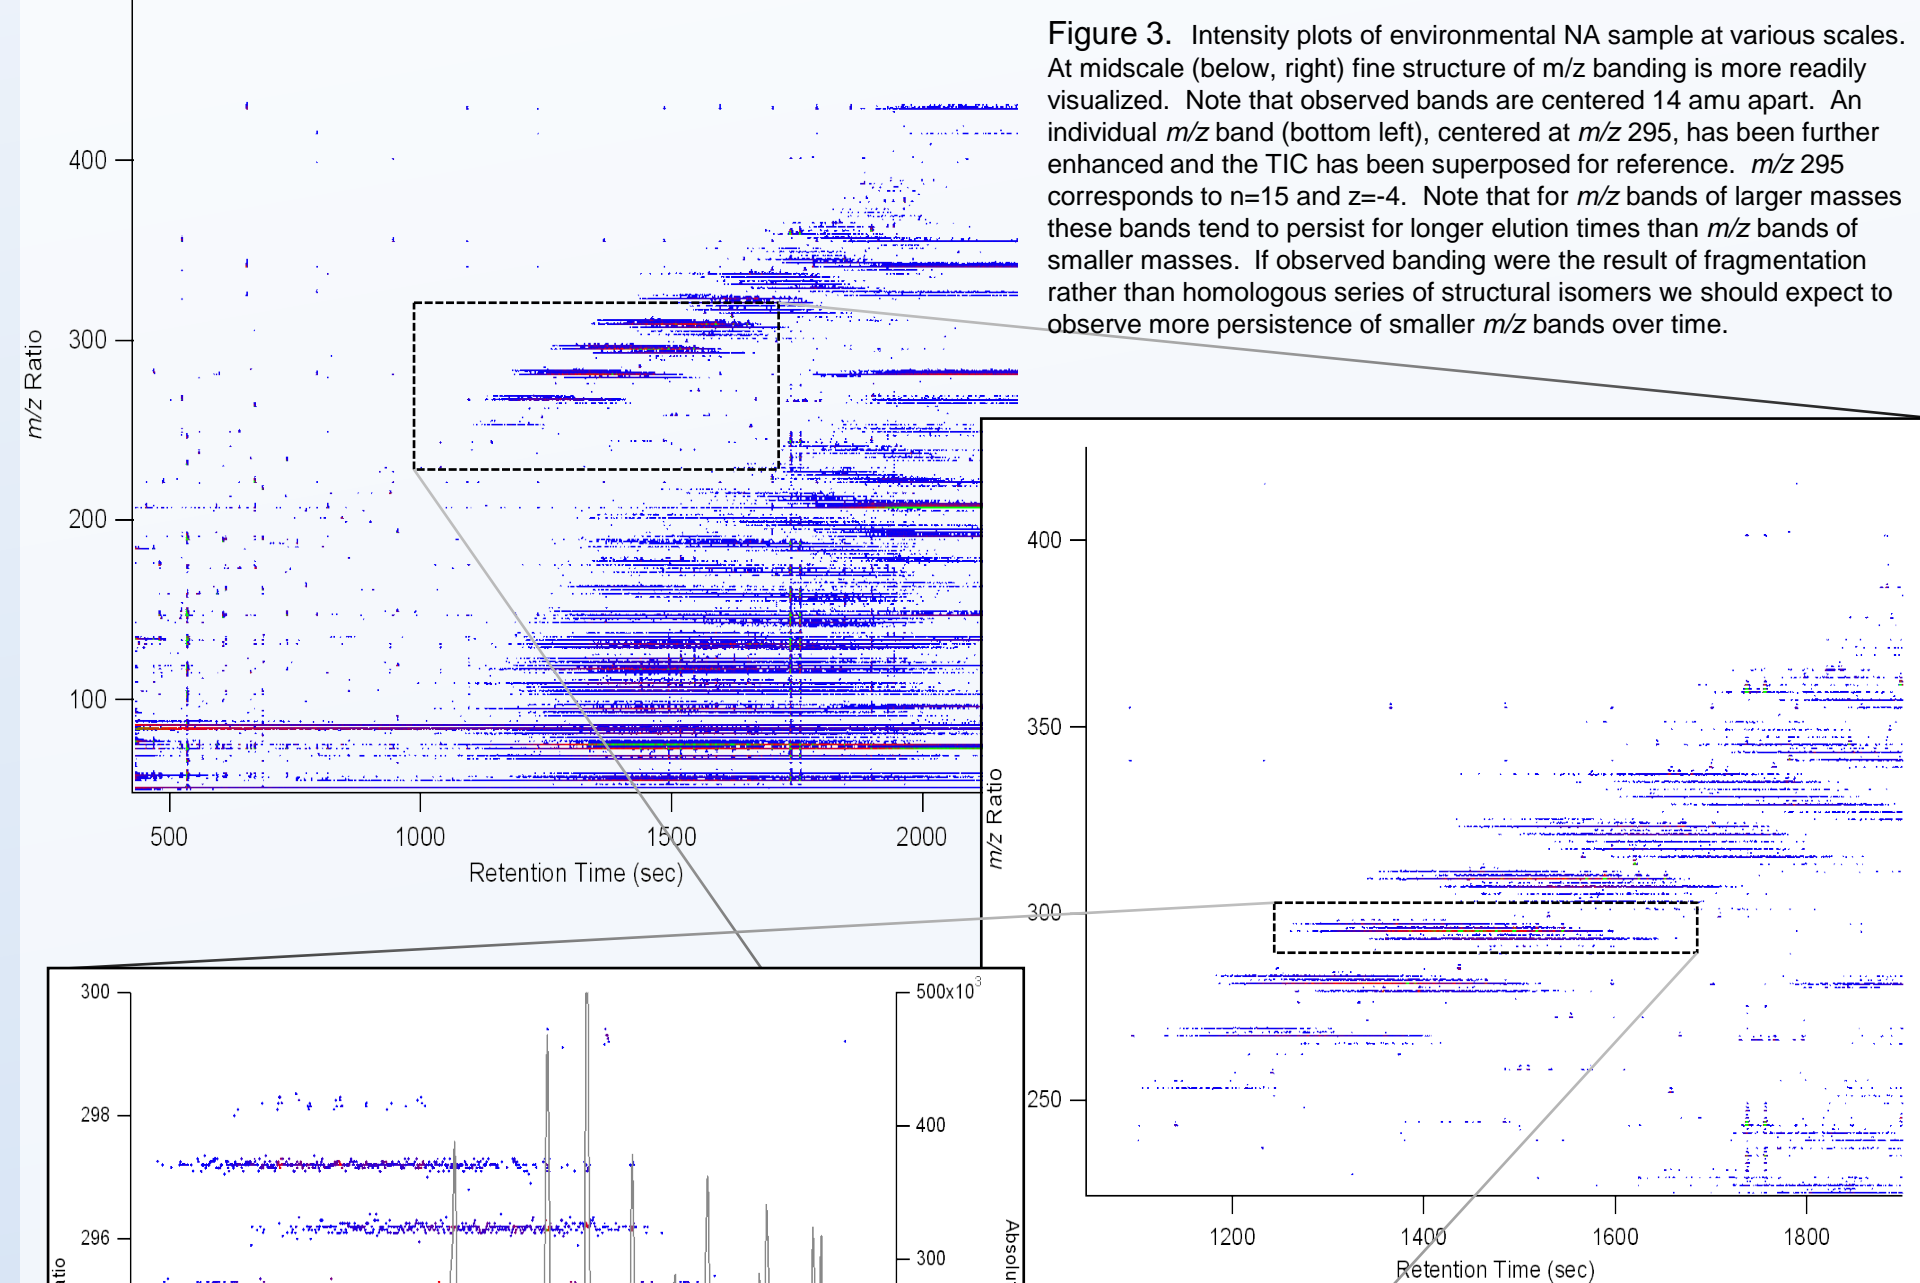 Figure 3. Intensity plots of environmental NA sample at various scales.
At midscale (below, right) fine structure of m/z banding is more readily
visualized. Note that observed bands are centered 14 amu apart. An
individual m/z band (bottom left), centered at m/z 295, has been further
enhanced and the TIC has been superposed for reference. m/z 295
corresponds to n=15 and z=-4. Note that for m/z bands of larger masses
these bands tend to persist for longer elution times than m/z bands of
smaller masses. If observed banding were the result of fragmentation
rather than homologous series of structural isomers we should expect to
observe more persistence of smaller m/z bands over time.
400
300
200
100
m/z Ratio
500 1000 1500 2000
Retention Time (sec)
400
350
300
250
m/z Ratio
1200 1400 1600 1800
Retention Time (sec)
300
298
296
500x10³
400
300